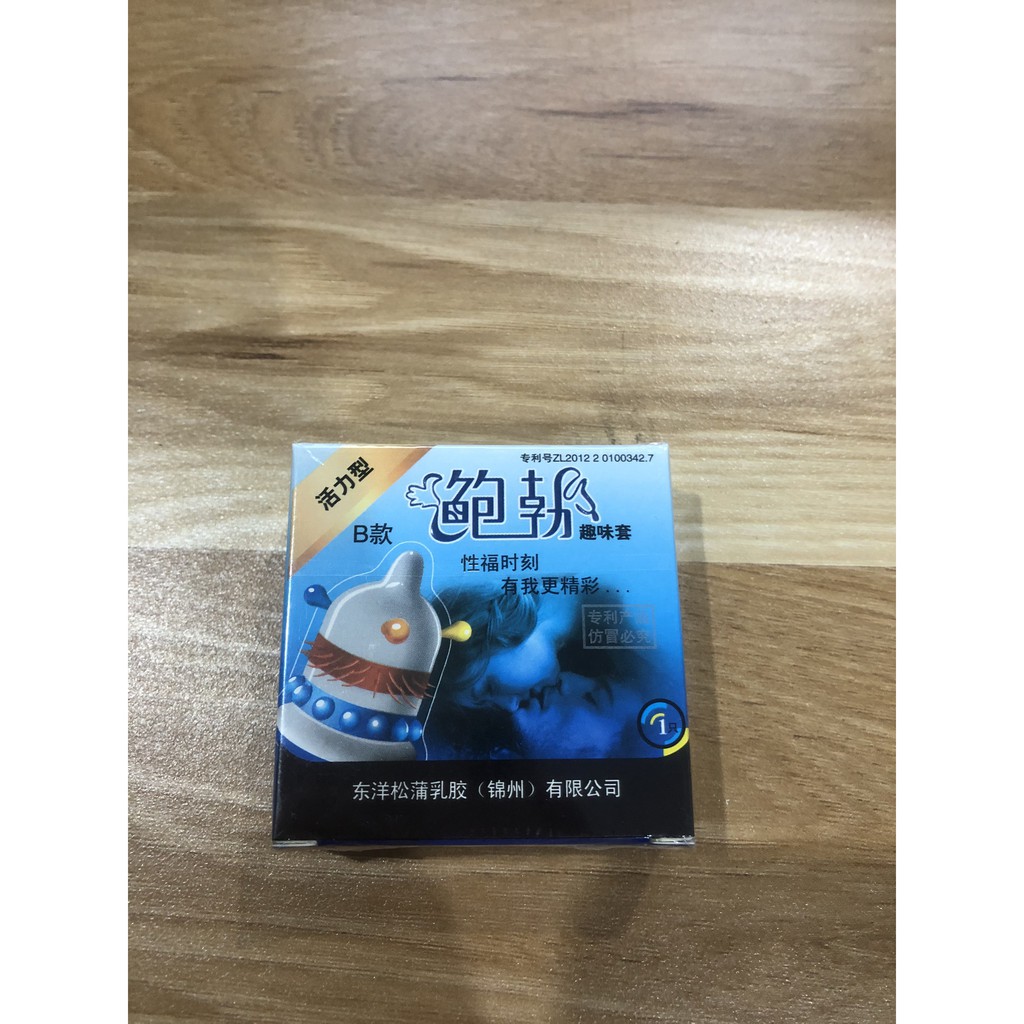 专利号ZL2012 2 0100342.7
活力型
鲍勃
趣味套
B款
性福时刻
有我更精彩...
专利产品
仿冒必究
1只
东洋松蒲乳胶（锦州）有限公司